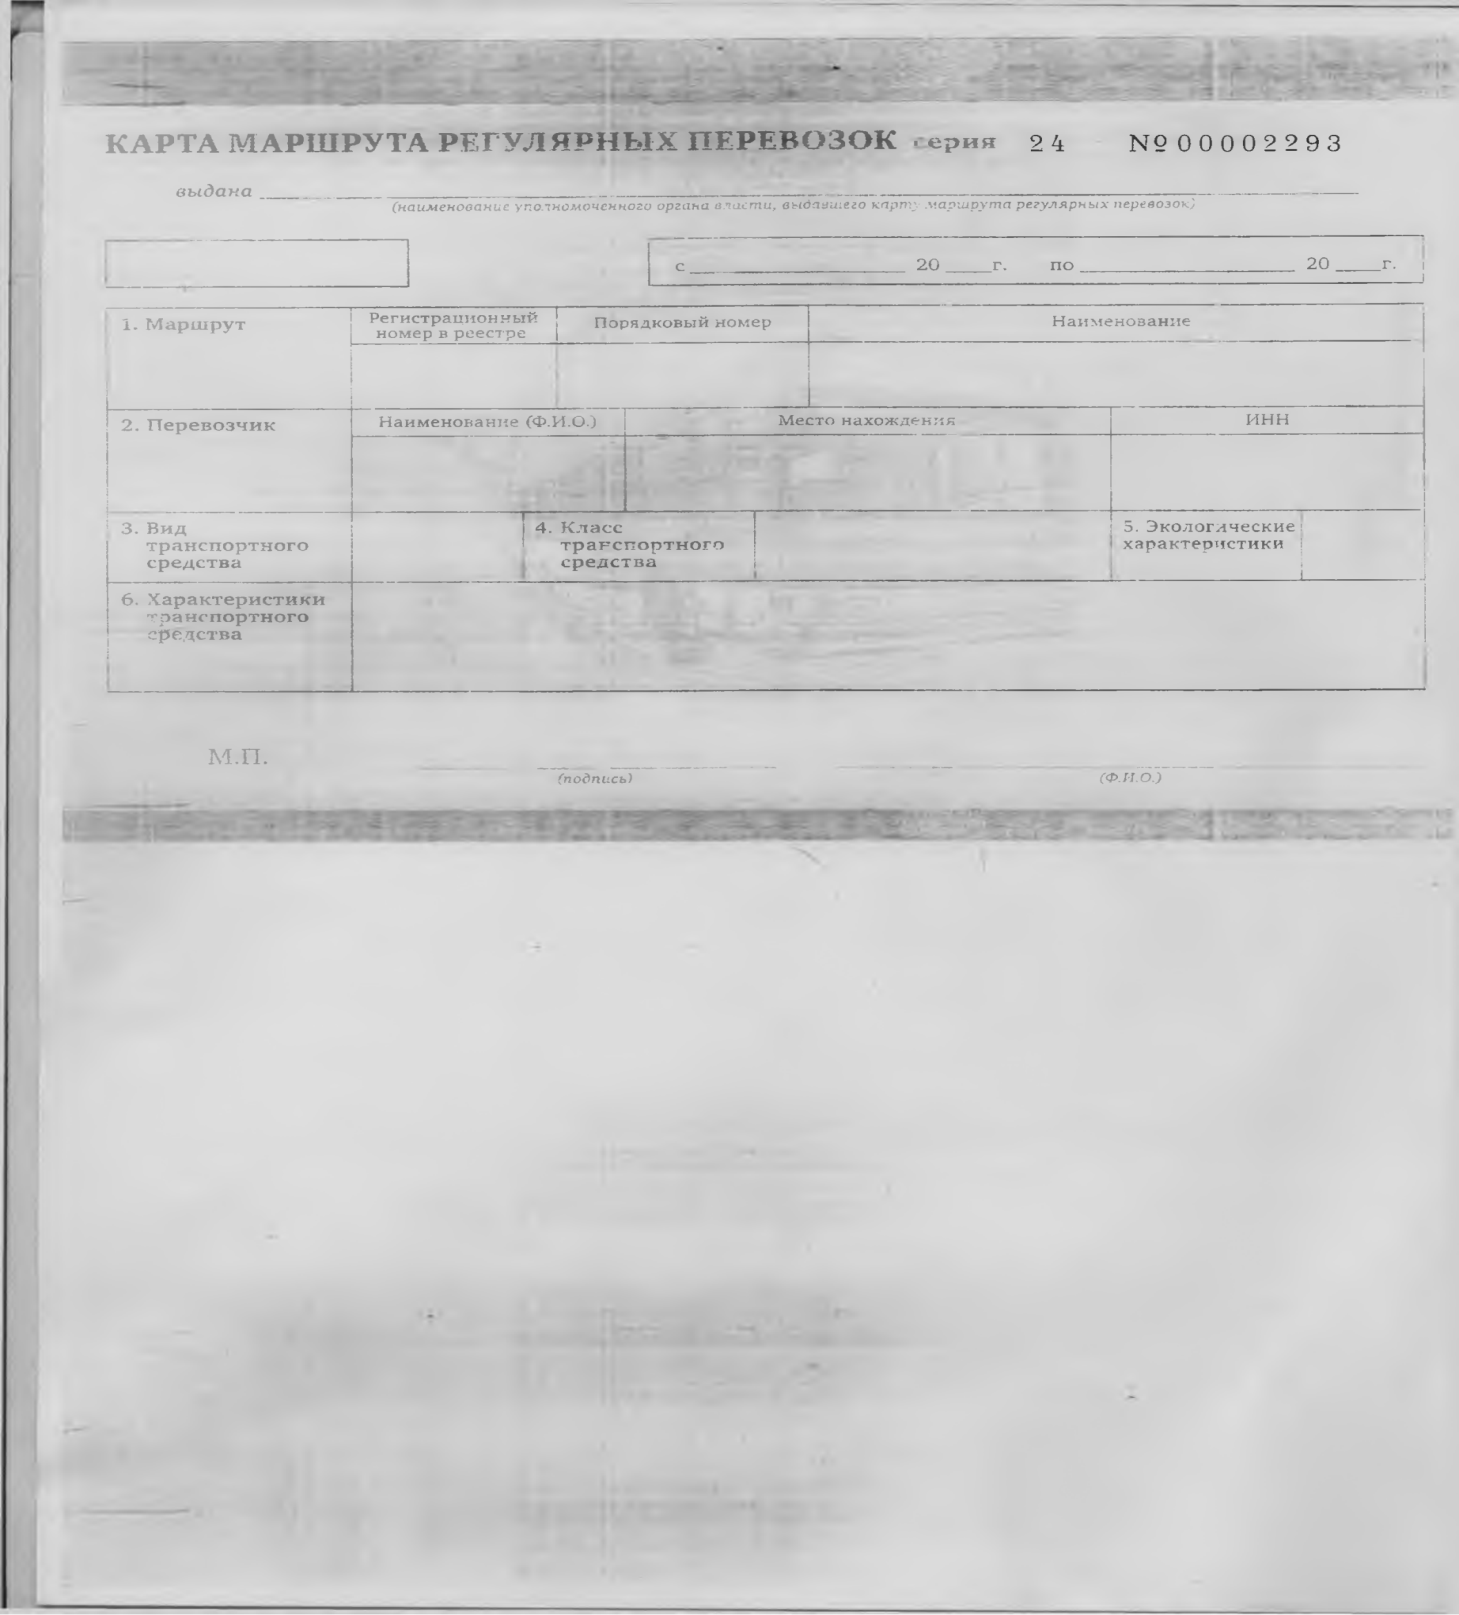 КАРТА МАРШРУТА РЕГУЛЯРНЫХ ПЕРЕВОЗОК серия 24 №00002293
выдана
(наименование уполномоченного органа власти, выдавшего карту маршрута регулярных перевозок)
с 20 г. по 20 г.
1. Маршрут
Регистрационный
номер в реестре
Порядковый номер
Наименование
2. Перевозчик
Наименование (Ф.И.О.)
Место нахождения
ИНН
3. Вид
транспортного
средства
4. Класс
транспортного
средства
5. Экологические
характеристики
6. Характеристики
транспортного
средства
М.П.
(подпись)
(Ф.И.О.)